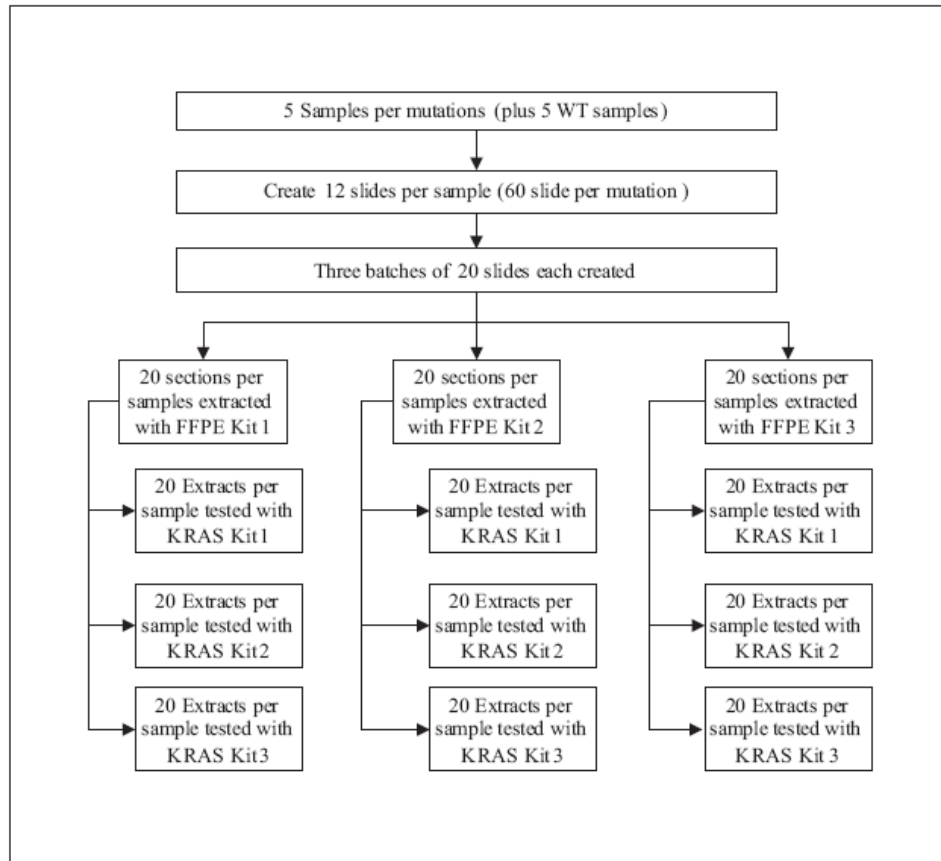 5 Samples per mutations (plus 5 WT samples)
Create 12 slides per sample (60 slide per mutation )
Three batches of 20 slides each created
20 sections per
samples extracted
with FFPE Kit 1
20 Extracts per
sample tested with
KRAS Kit 1
20 Extracts per
sample tested with
KRAS Kit 2
20 Extracts per
sample tested with
KRAS Kit 3
20 sections per
samples extracted
with FFPE Kit 2
20 Extracts per
sample tested with
KRAS Kit 1
20 Extracts per
sample tested with
KRAS Kit 2
20 Extracts per
sample tested with
KRAS Kit 3
20 sections per
samples extracted
with FFPE Kit 3
20 Extracts per
sample tested with
KRAS Kit 1
20 Extracts per
sample tested with
KRAS Kit 2
20 Extracts per
sample tested with
KRAS Kit 3